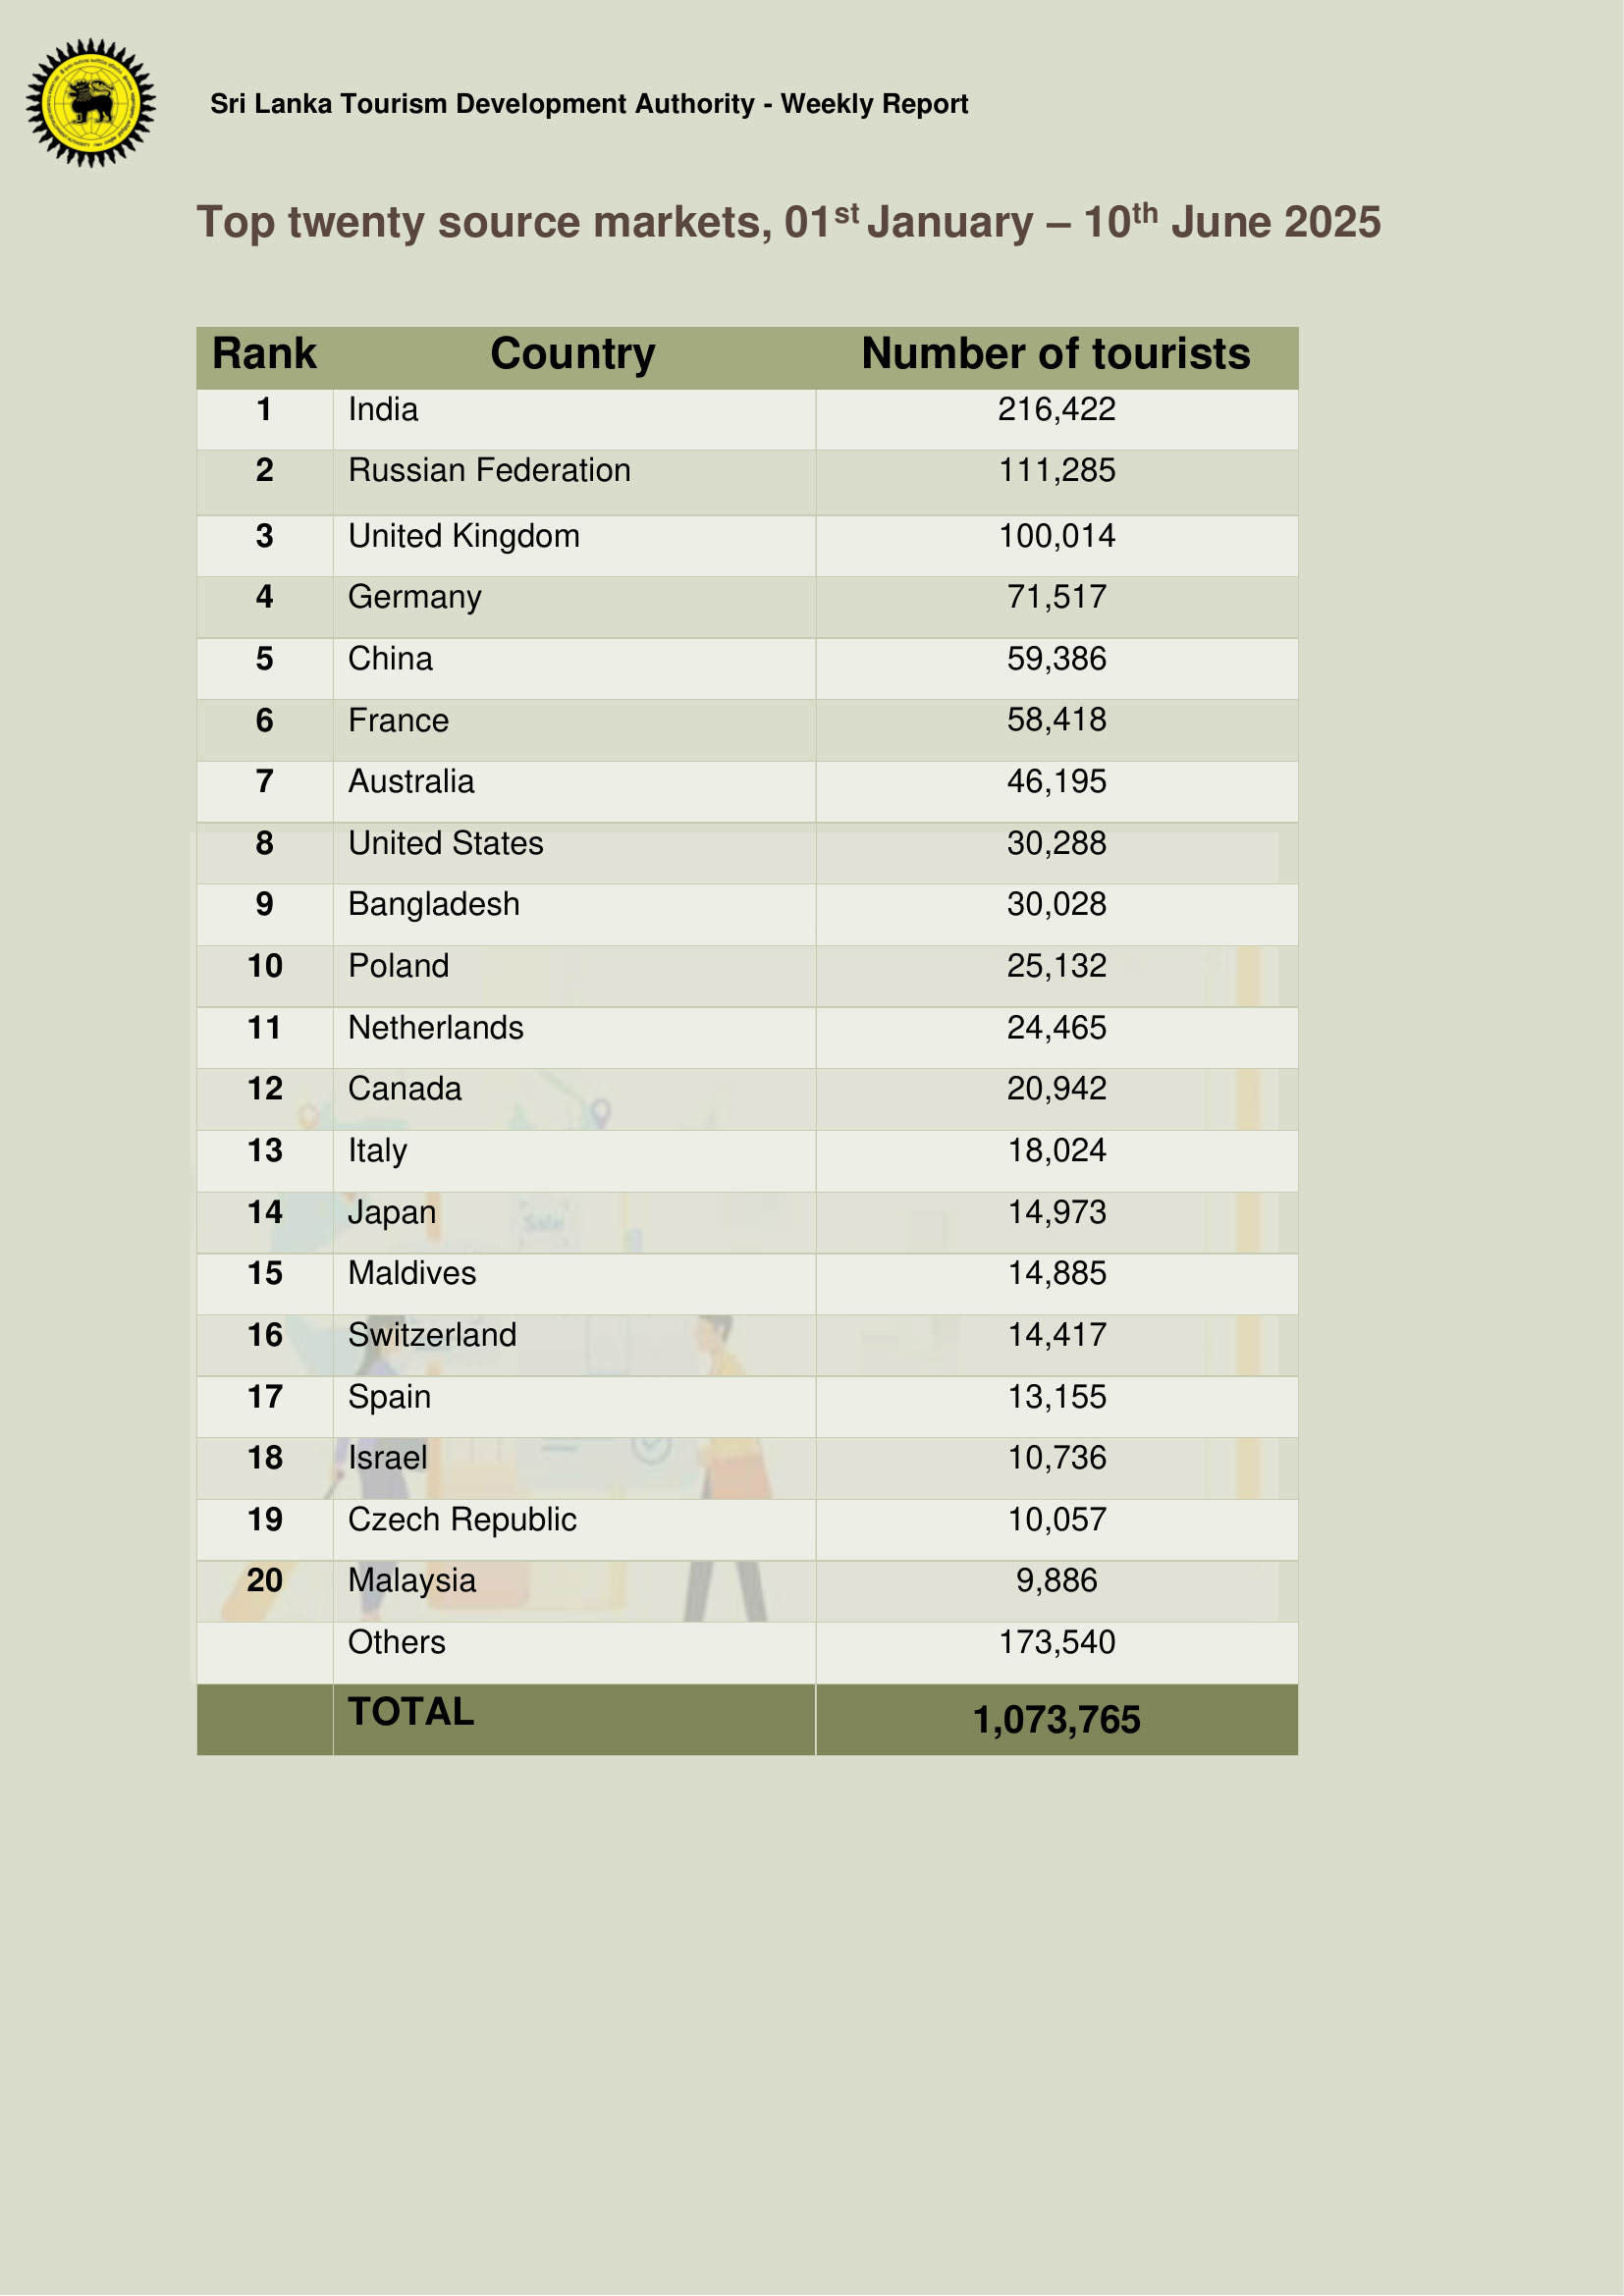 Sri Lanka Tourism Development Authority - Weekly Report
Top twenty source markets, 01st January – 10th June 2025
Rank Country Number of tourists
1 India 216,422
2 Russian Federation 111,285
3 United Kingdom 100,014
4 Germany 71,517
5 China 59,386
6 France 58,418
7 Australia 46,195
8 United States 30,288
9 Bangladesh 30,028
10 Poland 25,132
11 Netherlands 24,465
12 Canada 20,942
13 Italy 18,024
14 Japan 14,973
Sale
15 Maldives 14,885
16 Switzerland 14,417
17 Spain 13,155
18 Israel 10,736
19 Czech Republic 10,057
20 Malaysia 9,886
Others 173,540
TOTAL 1,073,765